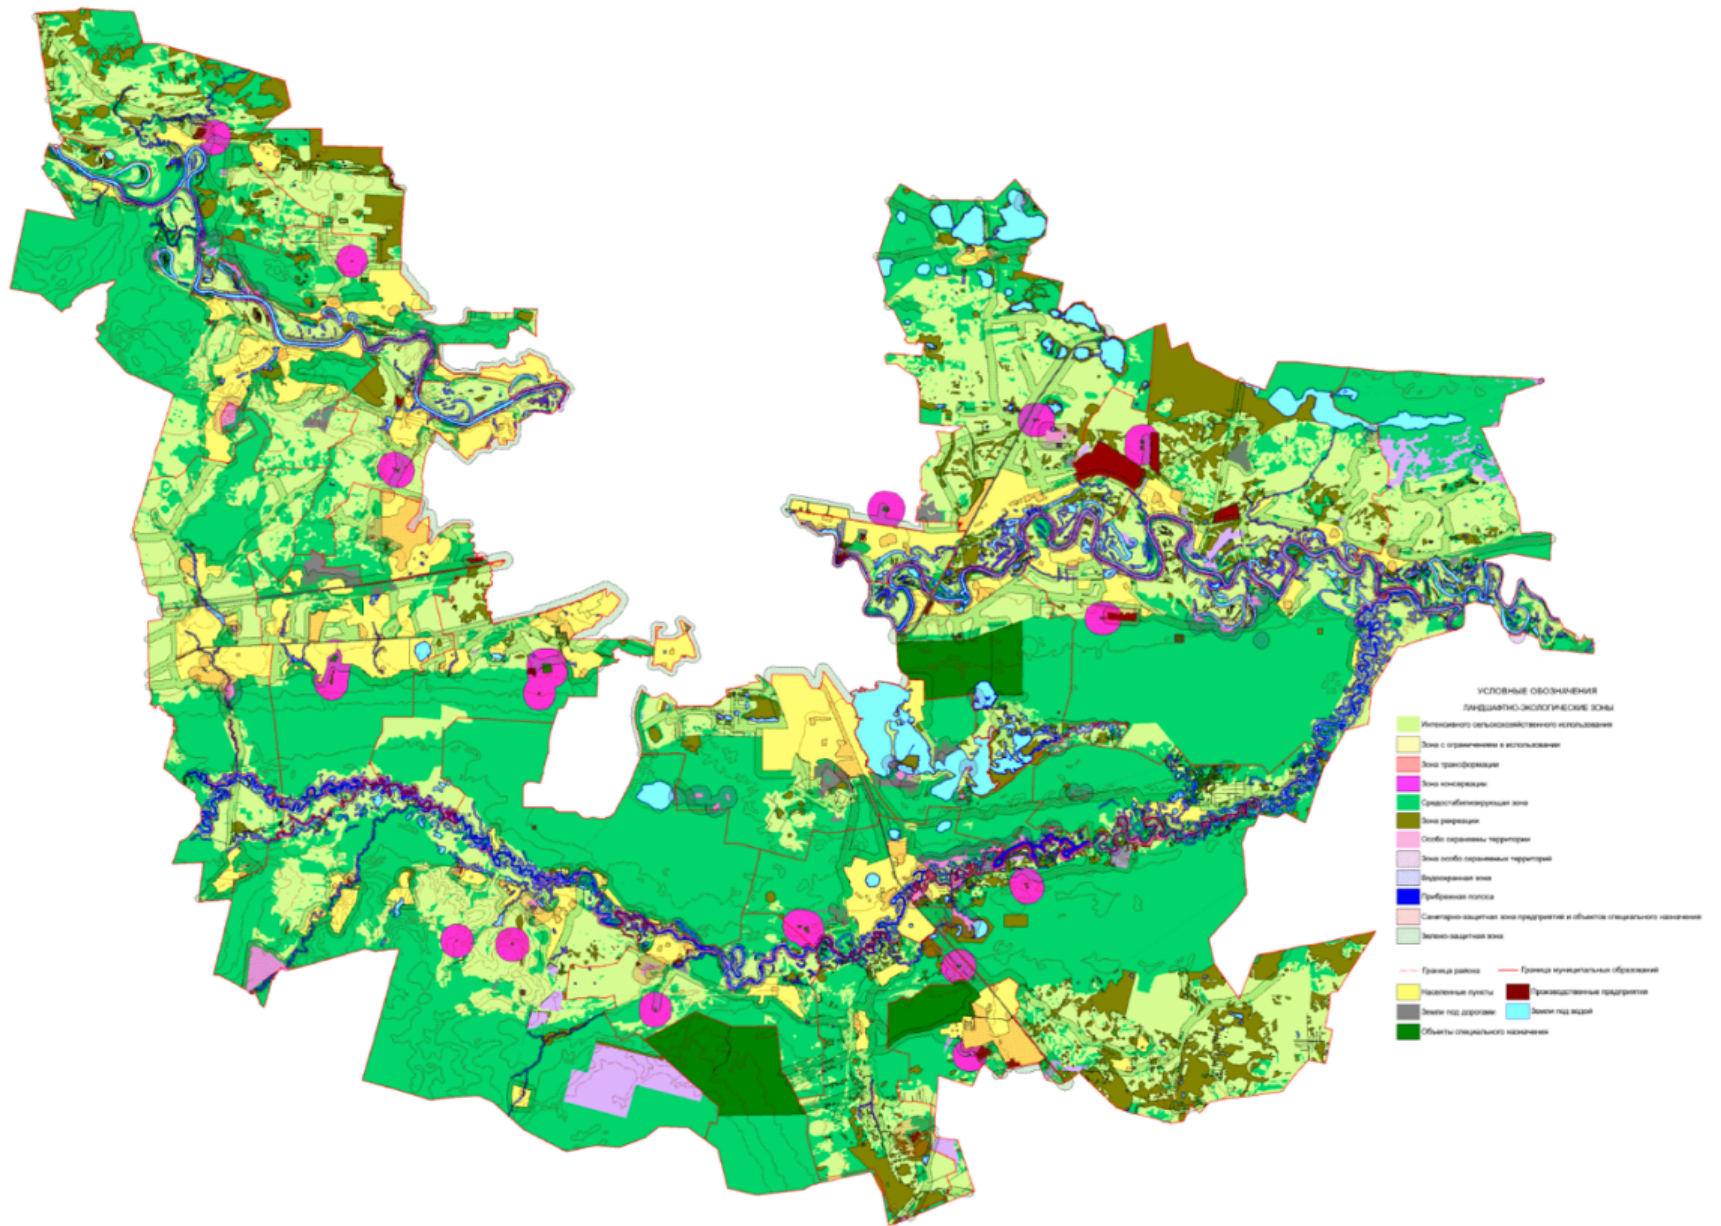 УСЛОВНЫЕ ОБОЗНАЧЕНИЯ
ЛАНДШАФТНО-ЭКОЛОГИЧЕСКИЕ ЗОНЫ
Интенсивного сельскохозяйственного использования
Зона с ограничением в использовании
Зона трансформации
Зона консервации
Средостабилизирующая зона
Зона рекреации
Особо охраняемы территории
Зона особо охраняемых территорий
Водоохранная зона
Прибрежная полоса
Санитарно-защитная зона предприятий и объектов специального назначения
Зелено-защитная зона
Граница района
Граница муниципальных образований
Населенные пункты
Производственные предприятия
Земли под дорогами
Земли под водой
Объекты специального назначения